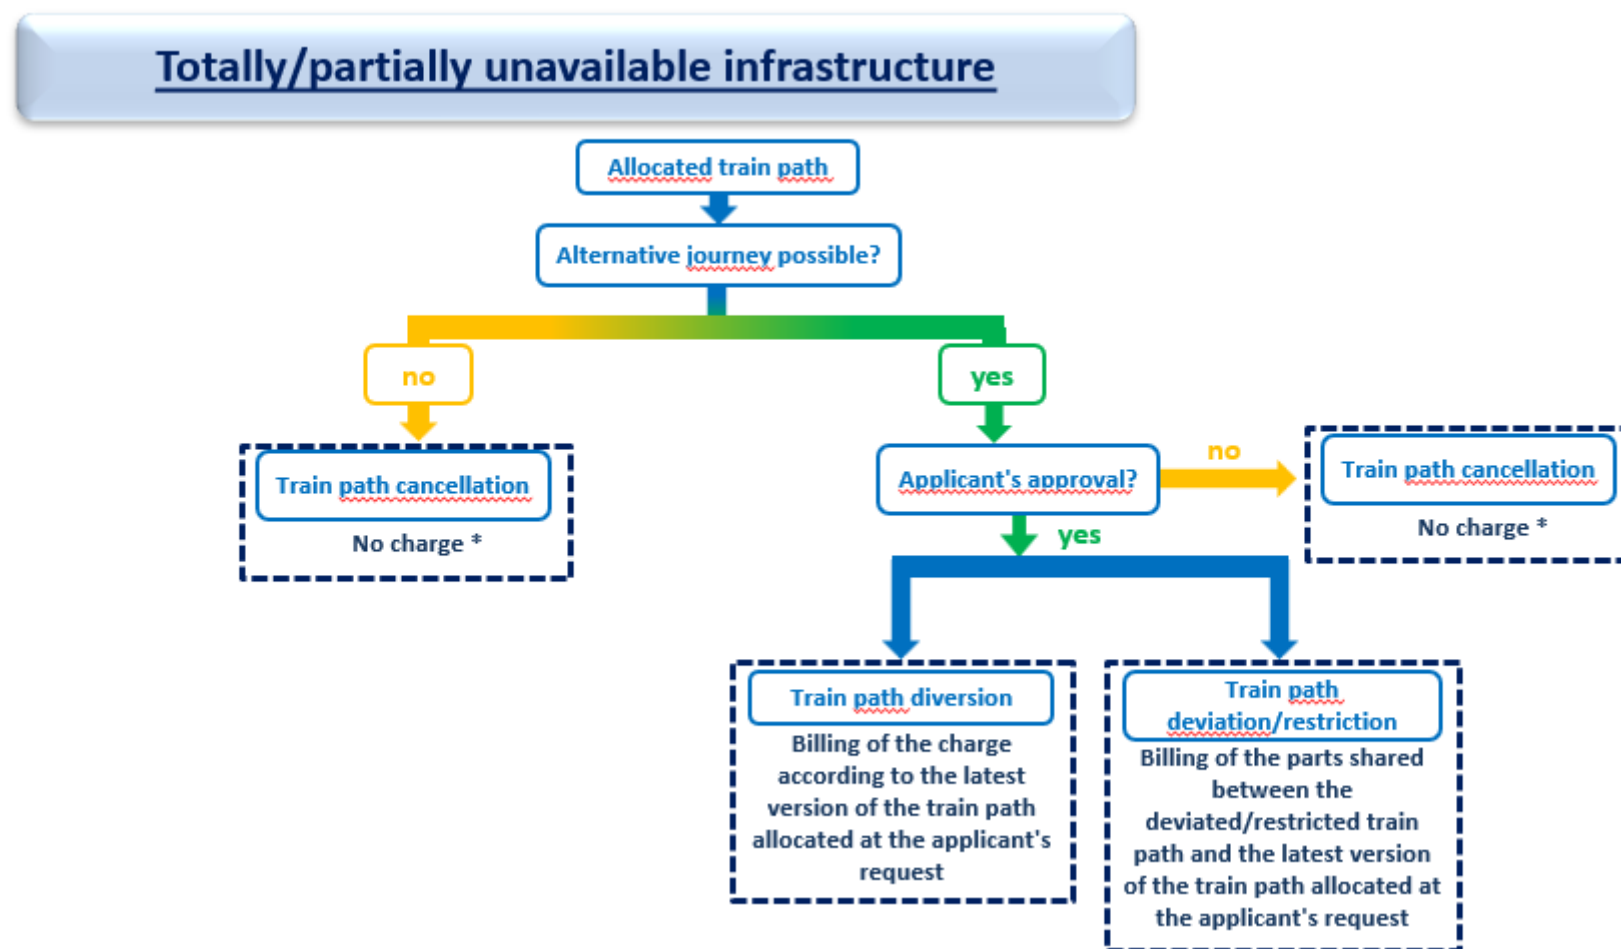 Totally/partially unavailable infrastructure
Allocated train path
Alternative journey possible?
no
yes
Train path cancellation
No charge *
Applicant's approval?
no
Train path cancellation
No charge *
yes
Train path diversion
Billing of the charge
according to the latest
version of the train path
allocated at the applicant's
request
Train path
deviation/restriction
Billing of the parts shared
between the
deviated/restricted train
path and the latest version
of the train path allocated at
the applicant's request